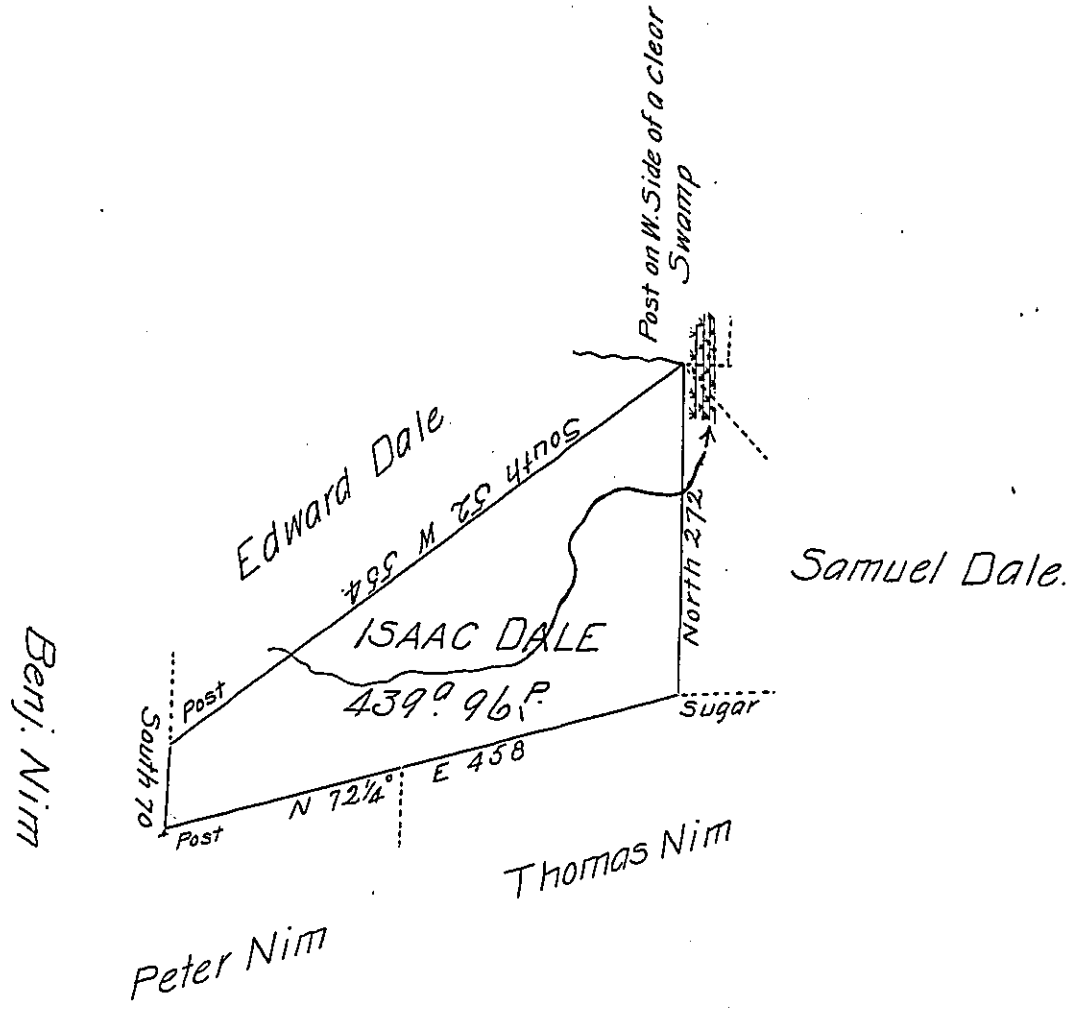 Post on W. Side of a clear
Swamp
Edward Dale.
South 52 W 554.
North 272
Samuel Dale.
ISAAC DALE
439a. 96P.
Benj. Nim
South 70
Post
Post
N 72¼° E 458
Sugar
Thomas Nim
Peter Nim